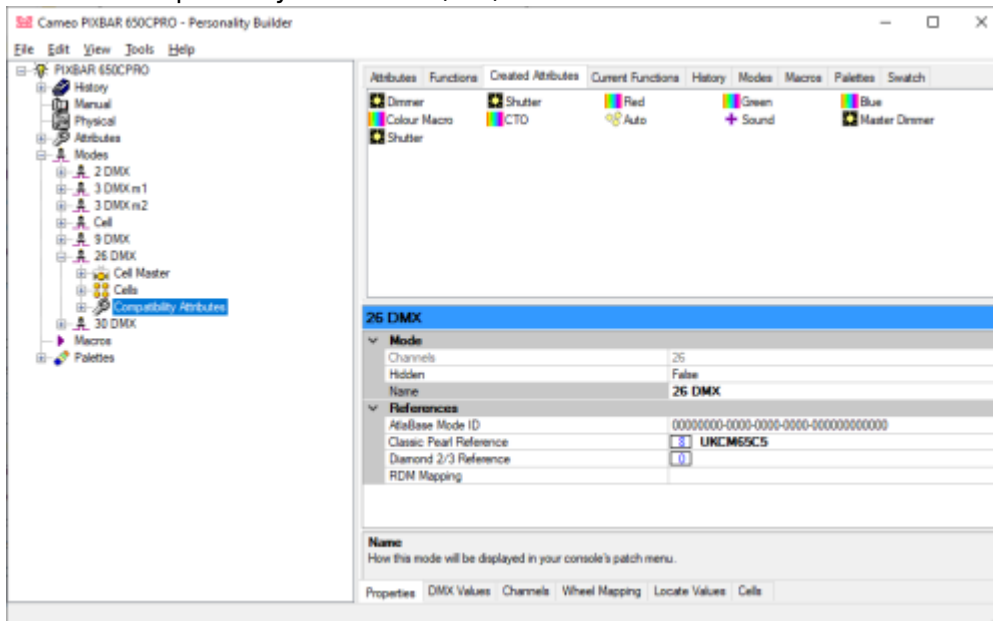 Cameo PIXBAR 650CPRO - Personality Builder
File Edit View Tools Help
PIXBAR 650CPRO
History
Manual
Physical
Attributes
Modes
2 DMX
3 DMX m1
3 DMX m2
Cell
9 DMX
26 DMX
Cell Master
Cells
Compatibility Attributes
30 DMX
Macros
Palettes
Attributes Functions Created Attributes Current Functions History Modes Macros Palettes Swatch
Dimmer Shutter Red Green Blue
Colour Macro CTO Auto Sound Master Dimmer
Shutter
26 DMX
Mode
Channels 26
Hidden False
Name 26 DMX
References
AtlaBase Mode ID 00000000-0000-0000-0000-000000000000
Classic Pearl Reference 8 UKCM65C5
Diamond 2/3 Reference 0
RDM Mapping
Name
How this mode will be displayed in your console's patch menu.
Properties DMX Values Channels Wheel Mapping Locate Values Cells